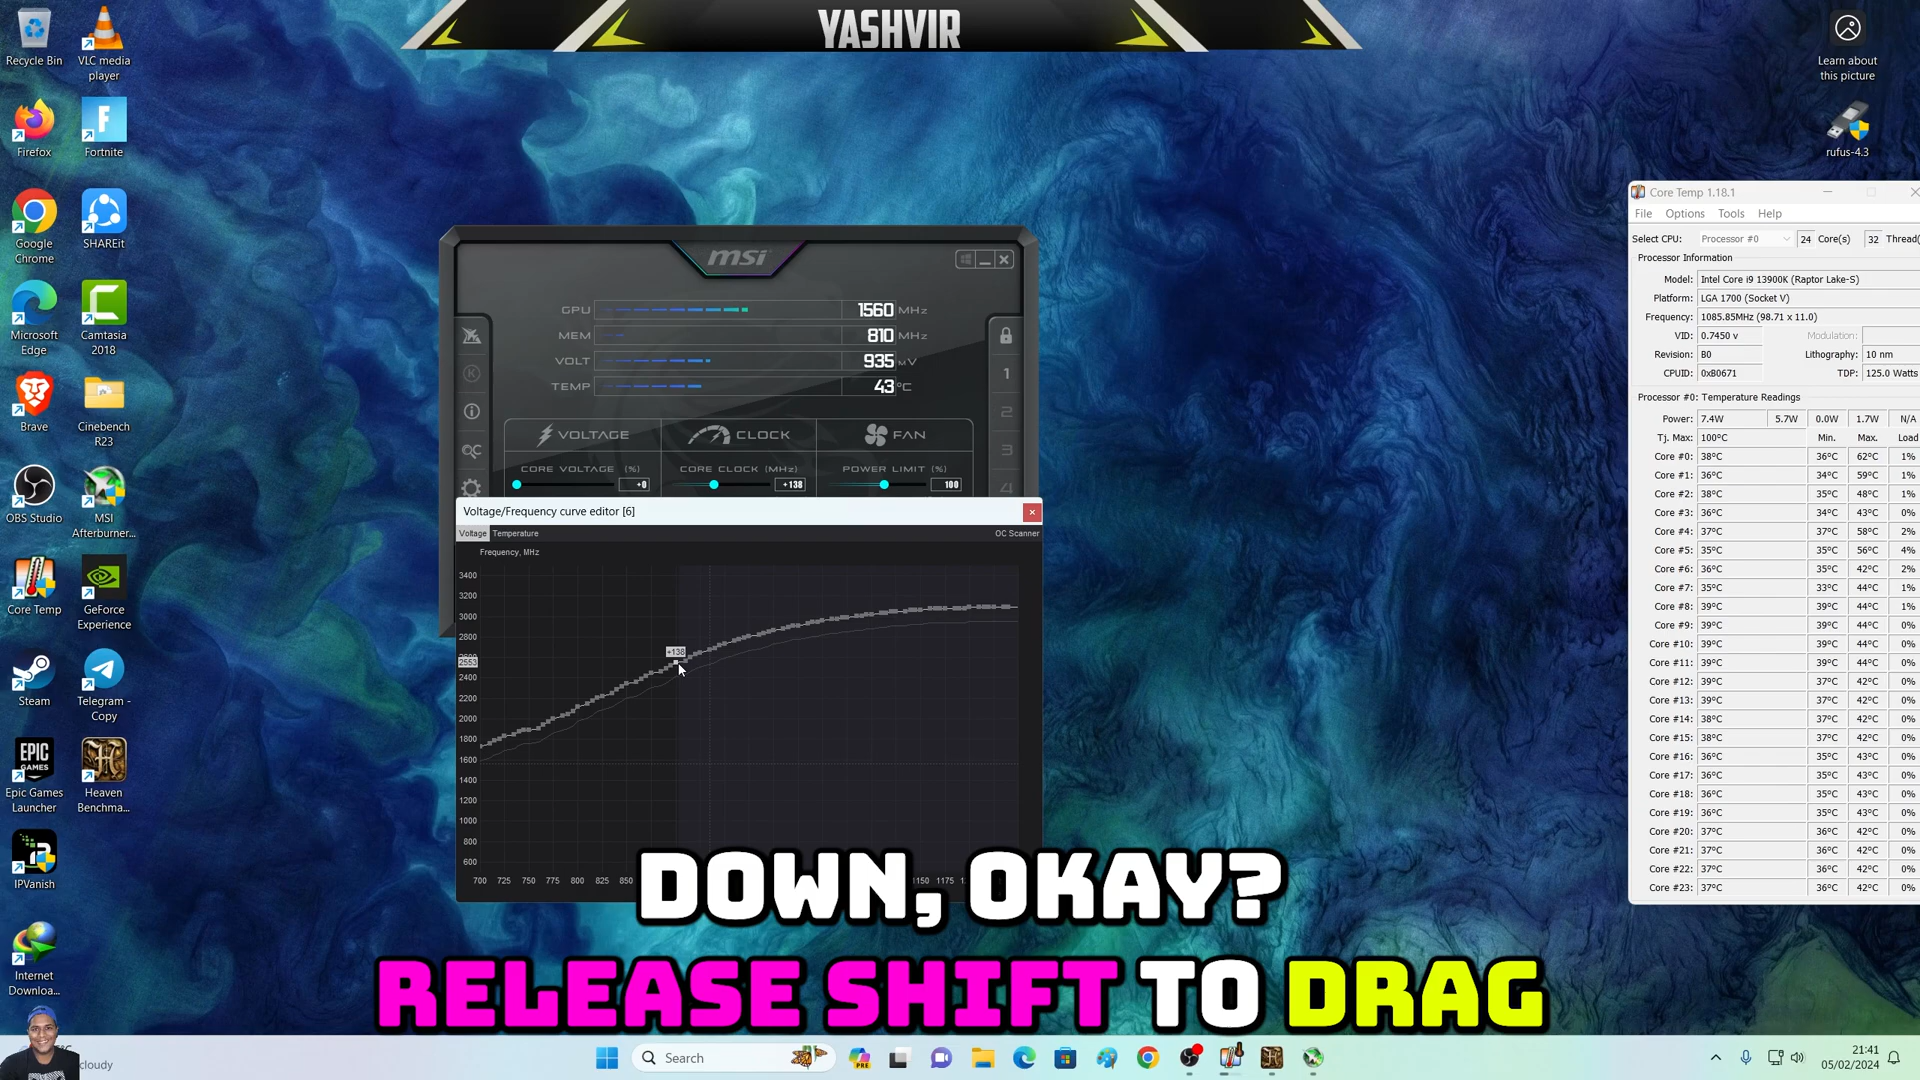 YASHVIR
Recycle Bin
VLC media player
Firefox
Fortnite
Google Chrome
SHAREit
Microsoft Edge
Camtasia 2018
Brave
Cinebench R23
OBS Studio
MSI Afterburner...
Core Temp
GeForce Experience
Steam
Telegram - Copy
EPIC GAMES
Epic Games Launcher
Heaven Benchma...
IPVanish
Internet Downloa...
Learn about this picture
rufus-4.3
msi
GPU 1560 MHz
MEM 810 MHz
VOLT 935 MV
TEMP 43 °C
VOLTAGE CLOCK FAN
CORE VOLTAGE (%) CORE CLOCK (MHz) POWER LIMIT (%)
+0 +138 100
1
2
3
4
Voltage/Frequency curve editor [6]
Voltage Temperature OC Scanner
Frequency, MHz
3400
3200
3000
2800
2553
2400
2200
2000
1800
1600
1400
1200
1000
800
600
+138
700 725 750 775 800 825 850 1150 1175
Core Temp 1.18.1
File Options Tools Help
Select CPU: Processor #0 24 Core(s) 32 Thread(
Processor Information
Model: Intel Core i9 13900K (Raptor Lake-S)
Platform: LGA 1700 (Socket V)
Frequency: 1085.85MHz (98.71 x 11.0)
VID: 0.7450 v Modulation:
Revision: B0 Lithography: 10 nm
CPUID: 0xB0671 TDP: 125.0 Watts
Processor #0: Temperature Readings
Power: 7.4W 5.7W 0.0W 1.7W N/A
Tj. Max: 100°C Min. Max. Load
Core #0: 38°C 36°C 62°C 1%
Core #1: 36°C 34°C 59°C 1%
Core #2: 38°C 35°C 48°C 1%
Core #3: 36°C 34°C 43°C 0%
Core #4: 37°C 37°C 58°C 2%
Core #5: 35°C 35°C 56°C 4%
Core #6: 36°C 35°C 42°C 2%
Core #7: 35°C 33°C 44°C 1%
Core #8: 39°C 39°C 44°C 1%
Core #9: 39°C 39°C 44°C 0%
Core #10: 39°C 39°C 44°C 0%
Core #11: 39°C 39°C 44°C 0%
Core #12: 39°C 37°C 42°C 0%
Core #13: 39°C 37°C 42°C 0%
Core #14: 38°C 37°C 42°C 0%
Core #15: 38°C 37°C 42°C 0%
Core #16: 36°C 35°C 43°C 0%
Core #17: 36°C 35°C 43°C 0%
Core #18: 36°C 35°C 43°C 0%
Core #19: 36°C 35°C 43°C 0%
Core #20: 37°C 36°C 42°C 0%
Core #21: 37°C 36°C 42°C 0%
Core #22: 37°C 36°C 42°C 0%
Core #23: 37°C 36°C 42°C 0%
DOWN, OKAY?
RELEASE SHIFT TO DRAG
cloudy
Search
PRE
21:41
05/02/2024